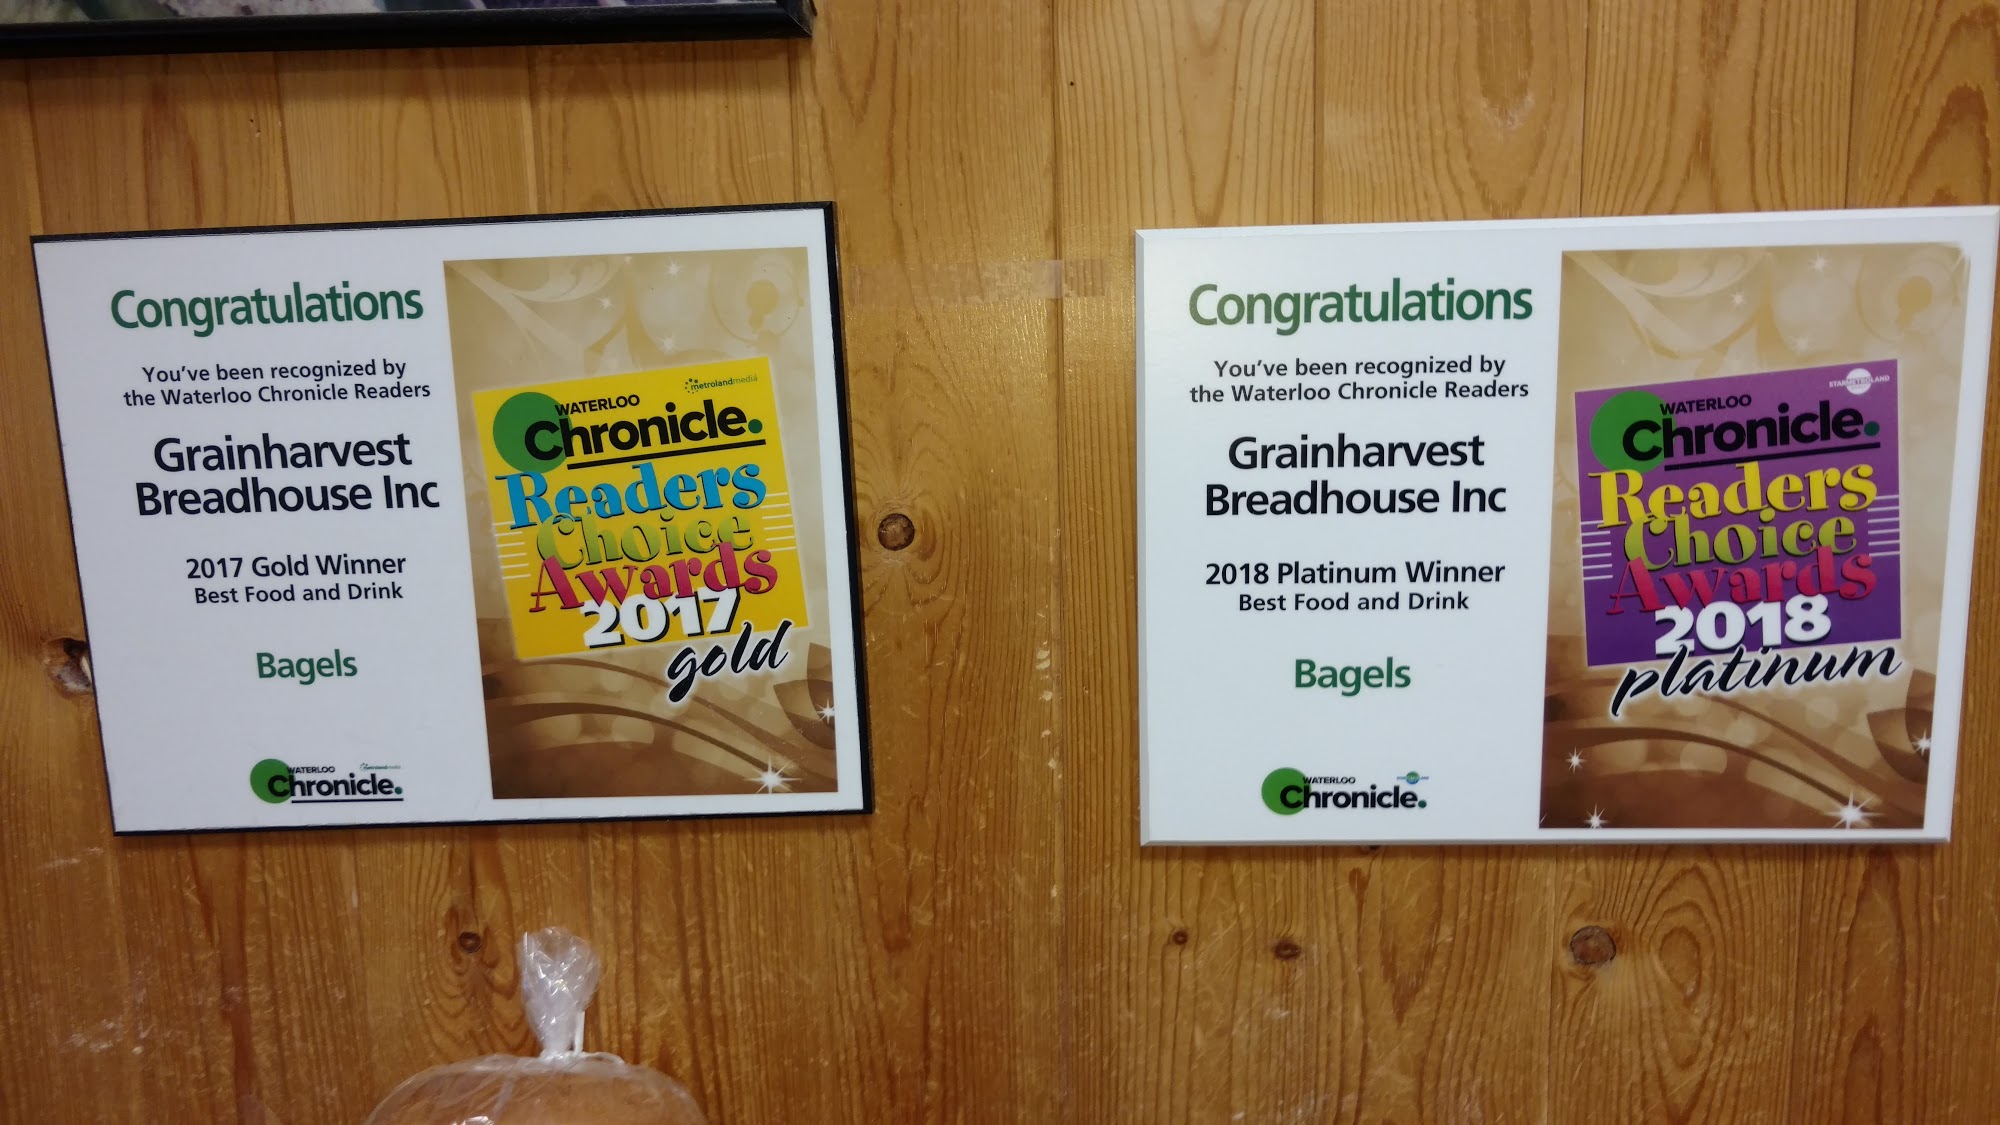 Congratulations
You've been recognized by
the Waterloo Chronicle Readers
Grainharvest
Breadhouse Inc
2017 Gold Winner
Best Food and Drink
Bagels
WATERLOO
Chronicle.
metrolandmedia
metrolandmedia
WATERLOO
Chronicle.
Readers
Choice
Awards
2017
gold
Congratulations
You've been recognized by
the Waterloo Chronicle Readers
Grainharvest
Breadhouse Inc
2018 Platinum Winner
Best Food and Drink
Bagels
WATERLOO
Chronicle.
STARMETROLAND
WATERLOO
Chronicle.
Readers
Choice
Awards
2018
platinum